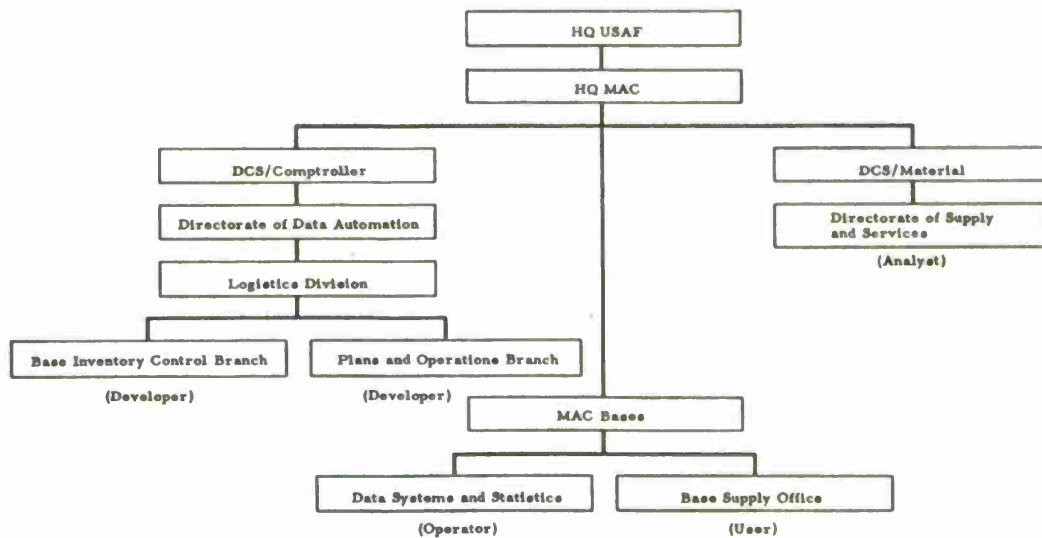 HQ USAF
HQ MAC
DCS/Comptroller
DCS/Material
Directorate of Data Automation
Directorate of Supply
and Services
(Analyst)
Logistics Division
Base Inventory Control Branch
Plans and Operations Branch
(Developer)
(Developer)
MAC Bases
Data Systems and Statistics
Base Supply Office
(Operator)
(User)